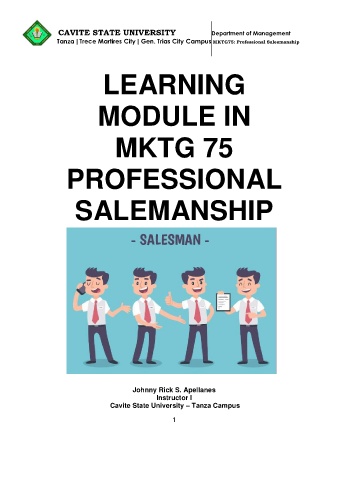 CAVITE STATE UNIVERSITY
Department of Management
Tanza | Trece Martires City | Gen. Trias City Campus
MKTG75: Professional Salesmanship
LEARNING
MODULE IN
MKTG 75
PROFESSIONAL
SALEMANSHIP
- SALESMAN -
Johnny Rick S. Apellanes
Instructor I
Cavite State University – Tanza Campus
1